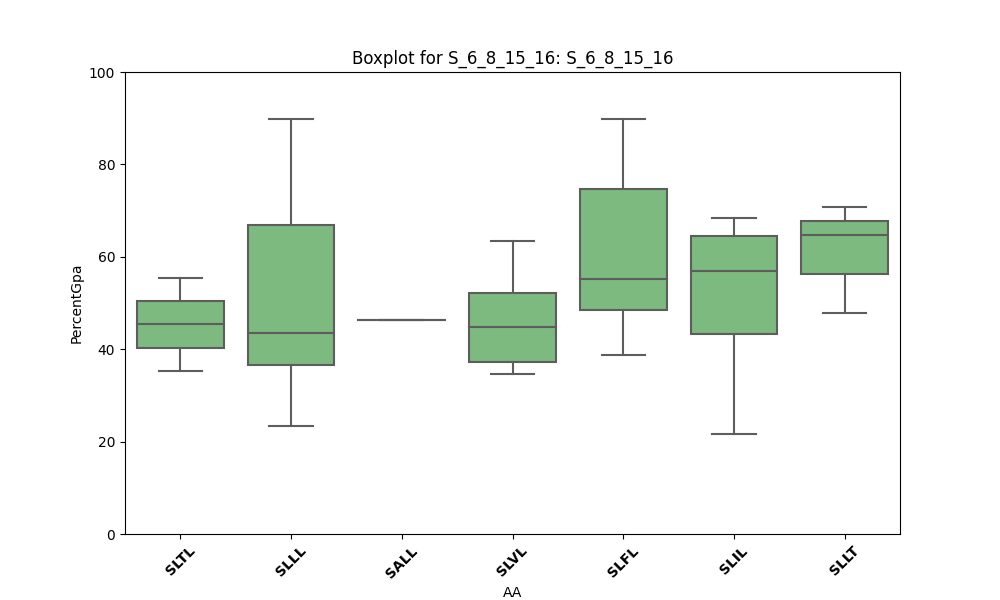 Boxplot for S_6_8_15_16: S_6_8_15_16
100
80
60
40
20
0
PercentGpa
SLTL
SLLL
SALL
SLVL
SLFL
SLIL
SLLT
AA